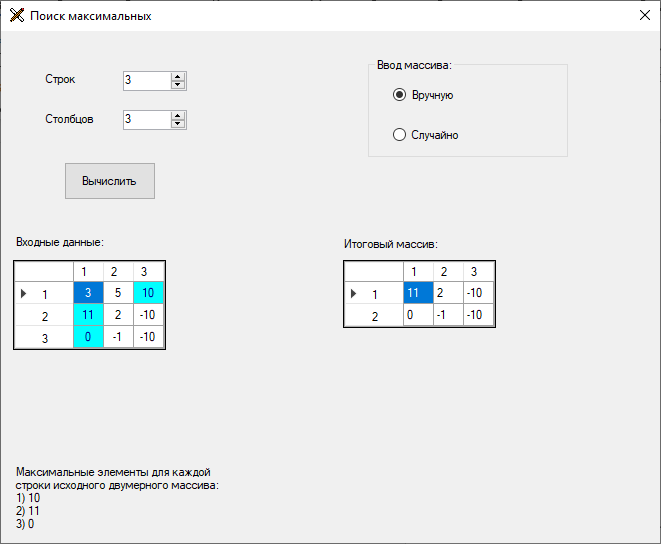 Поиск максимальных
Строк 3
Столбцов 3
Вычислить
Ввод массива:
Вручную
Случайно
Входные данные:
1 2 3
1 3 5 10
2 11 2 -10
3 0 -1 -10
Итоговый массив:
1 2 3
1 11 2 -10
2 0 -1 -10
Максимальные элементы для каждой
строки исходного двумерного массива:
1) 10
2) 11
3) 0